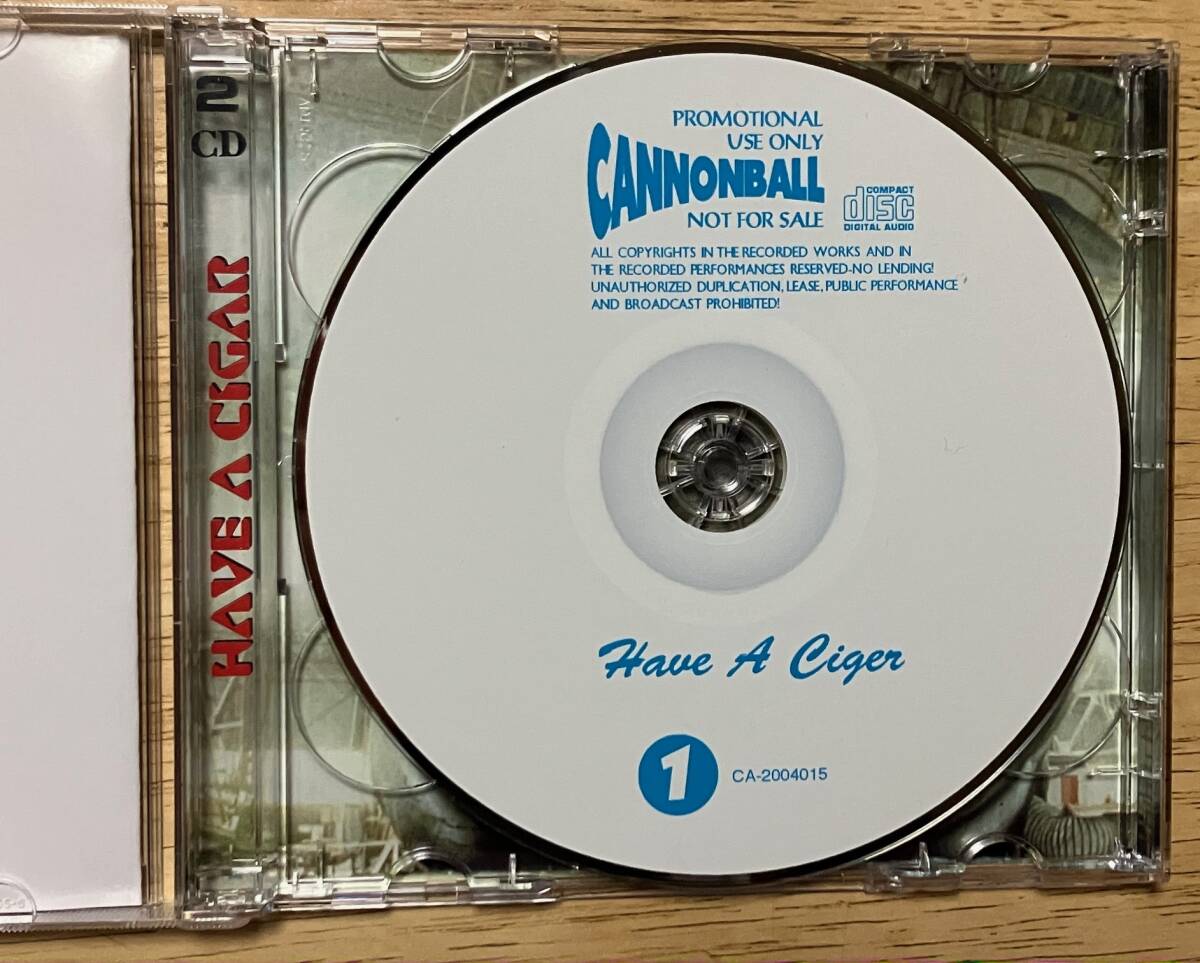 2
CD
HAVE A CIGAR
PROMOTIONAL
USE ONLY
CANNONBALL
NOT FOR SALE
COMPACT
disc
DIGITAL AUDIO
ALL COPYRIGHTS IN THE RECORDED WORKS AND IN
THE RECORDED PERFORMANCES RESERVED-NO LENDING!
UNAUTHORIZED DUPLICATION, LEASE, PUBLIC PERFORMANCE
AND BROADCAST PROHIBITED!
Have A Ciger
1
CA-2004015